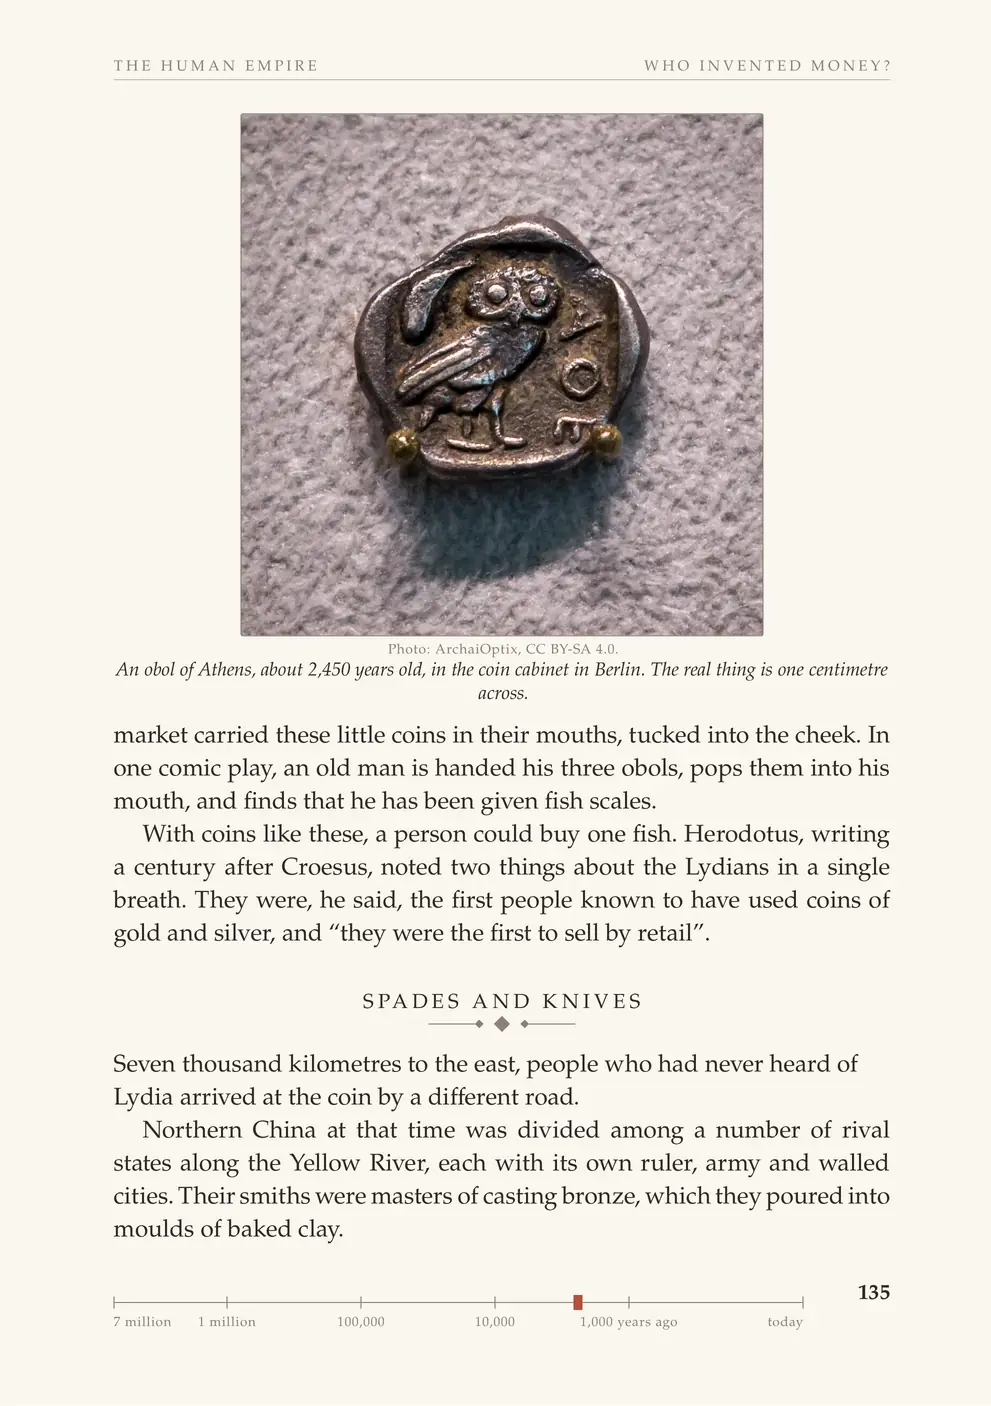 THE HUMAN EMPIRE
WHO INVENTED MONEY?
ΑΘΕ
Photo: ArchaiOptix, CC BY-SA 4.0.
An obol of Athens, about 2,450 years old, in the coin cabinet in Berlin. The real thing is one centimetre
across.
market carried these little coins in their mouths, tucked into the cheek. In
one comic play, an old man is handed his three obols, pops them into his
mouth, and finds that he has been given fish scales.
With coins like these, a person could buy one fish. Herodotus, writing
a century after Croesus, noted two things about the Lydians in a single
breath. They were, he said, the first people known to have used coins of
gold and silver, and “they were the first to sell by retail”.
SPADES AND KNIVES
Seven thousand kilometres to the east, people who had never heard of
Lydia arrived at the coin by a different road.
Northern China at that time was divided among a number of rival
states along the Yellow River, each with its own ruler, army and walled
cities. Their smiths were masters of casting bronze, which they poured into
moulds of baked clay.
135
7 million 1 million 100,000 10,000 1,000 years ago today